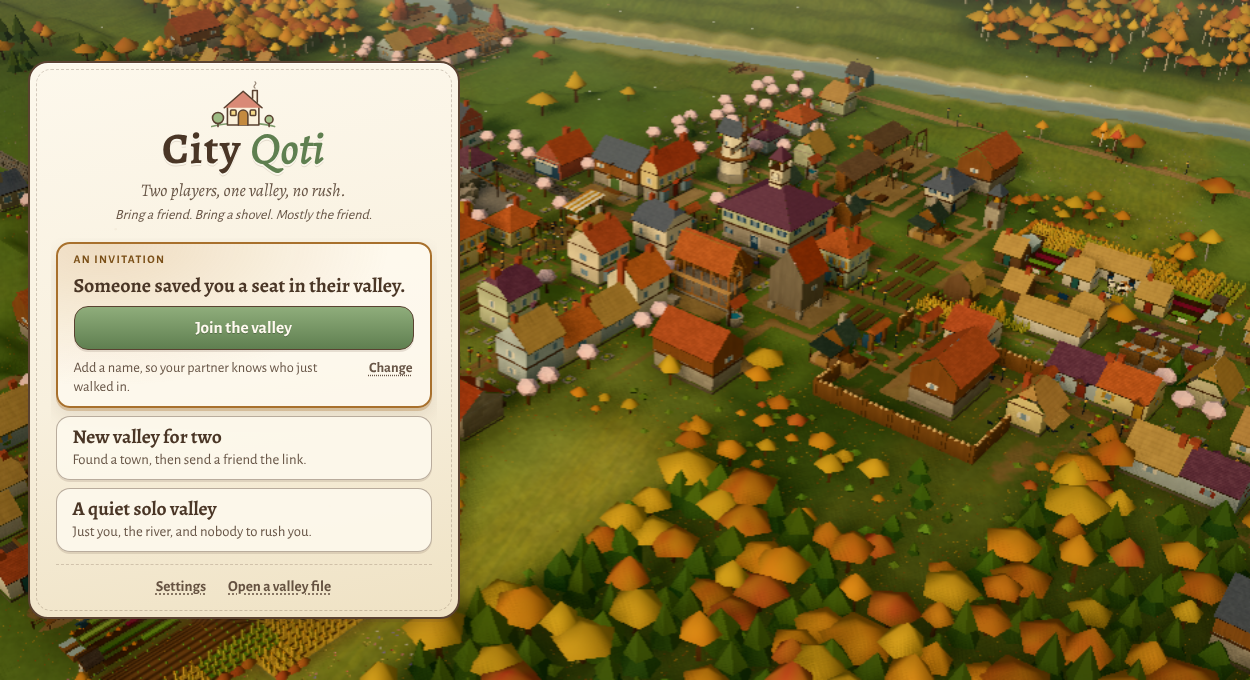 City Qoti
Two players, one valley, no rush.
Bring a friend. Bring a shovel. Mostly the friend.
AN INVITATION
Someone saved you a seat in their valley.
Join the valley
Add a name, so your partner knows who just
walked in.
Change
New valley for two
Found a town, then send a friend the link.
A quiet solo valley
Just you, the river, and nobody to rush you.
Settings
Open a valley file